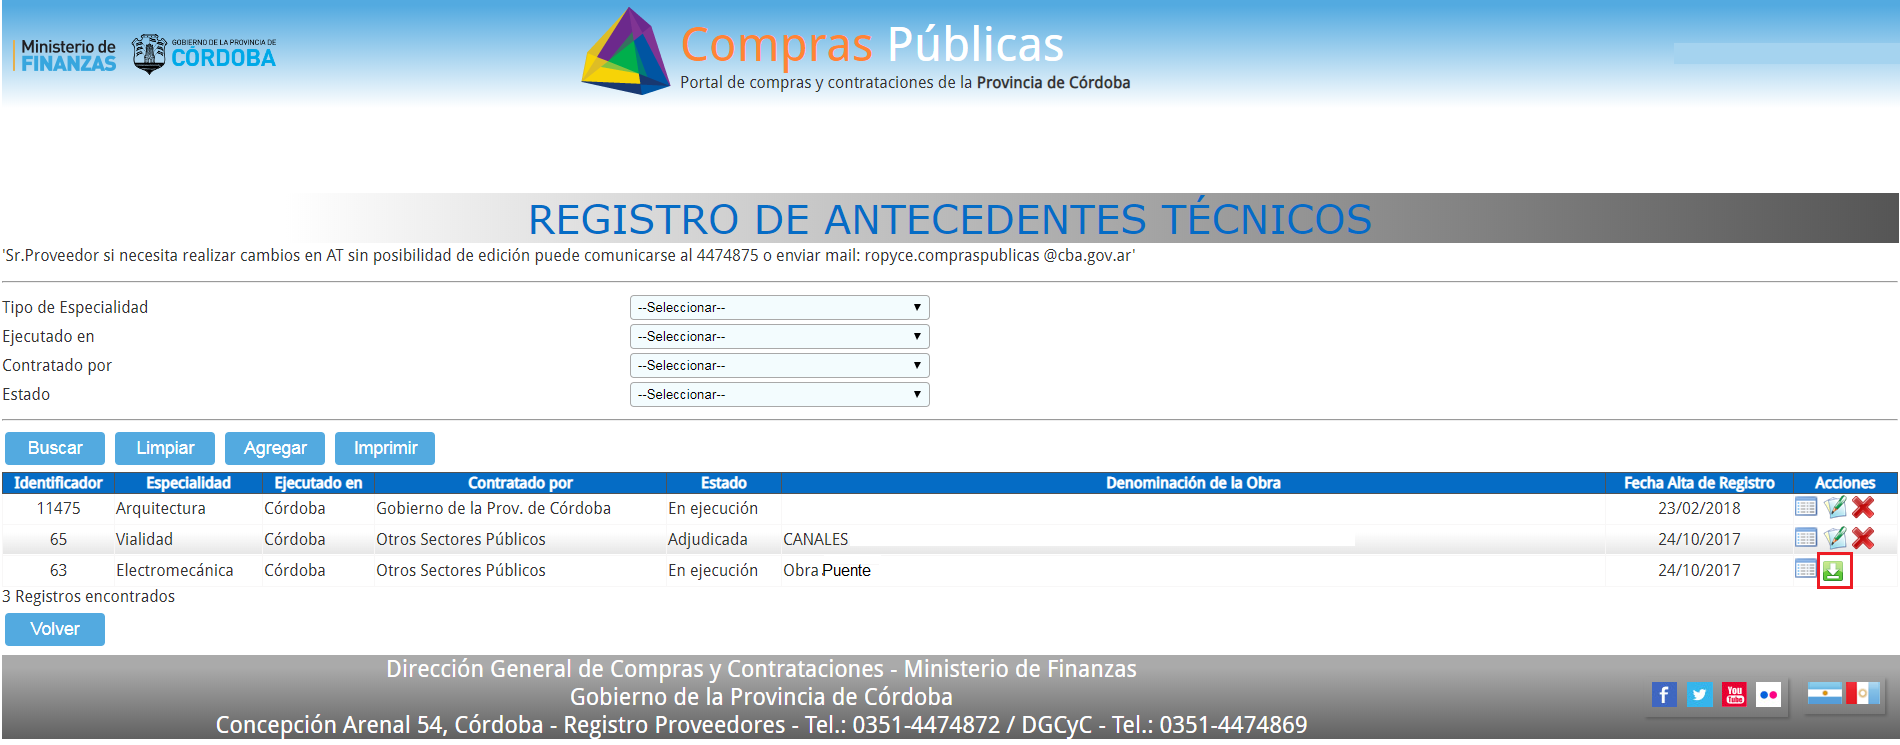 Ministerio de
FINANZAS
GOBIERNO DE LA PROVINCIA DE
CÓRDOBA
Compras Públicas
Portal de compras y contrataciones de la Provincia de Córdoba
REGISTRO DE ANTECEDENTES TÉCNICOS
'Sr.Proveedor si necesita realizar cambios en AT sin posibilidad de edición puede comunicarse al 4474875 o enviar mail: ropyce.compraspublicas @cba.gov.ar'
Tipo de Especialidad --Seleccionar--
Ejecutado en --Seleccionar--
Contratado por --Seleccionar--
Estado --Seleccionar--
Buscar Limpiar Agregar Imprimir
Identificador Especialidad Ejecutado en Contratado por Estado Denominación de la Obra Fecha Alta de Registro Acciones
11475 Arquitectura Córdoba Gobierno de la Prov. de Córdoba En ejecución 23/02/2018
65 Vialidad Córdoba Otros Sectores Públicos Adjudicada CANALES 24/10/2017
63 Electromecánica Córdoba Otros Sectores Públicos En ejecución Obra Puente 24/10/2017
3 Registros encontrados
Volver
Dirección General de Compras y Contrataciones - Ministerio de Finanzas
Gobierno de la Provincia de Córdoba
Concepción Arenal 54, Córdoba - Registro Proveedores - Tel.: 0351-4474872 / DGCyC - Tel.: 0351-4474869
f
You
Tube